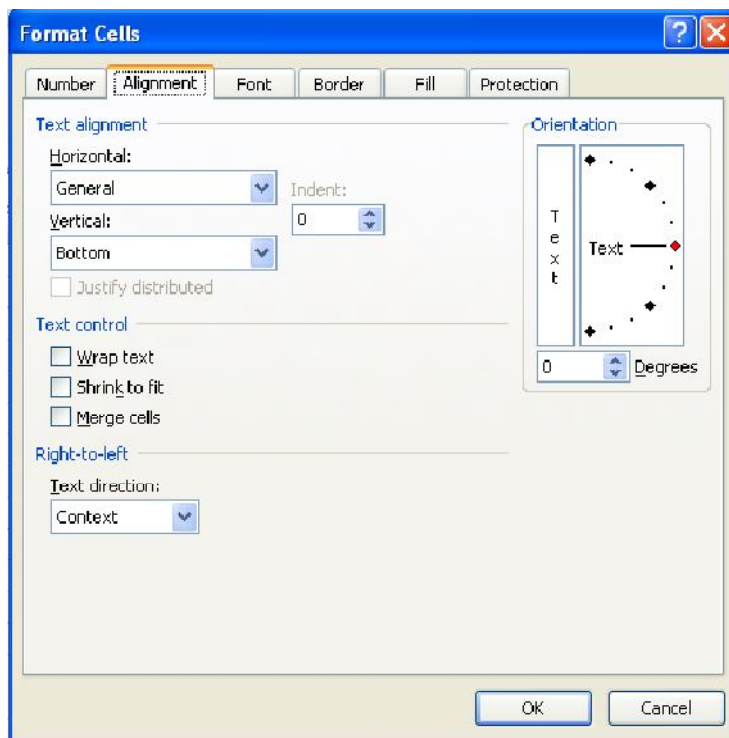 Format Cells
Number Alignment Font Border Fill Protection
Text alignment
Horizontal:
General
Indent:
0
Vertical:
Bottom
Justify distributed
Text control
Wrap text
Shrink to fit
Merge cells
Right-to-left
Text direction:
Context
Orientation
Text
Text
0 Degrees
OK Cancel